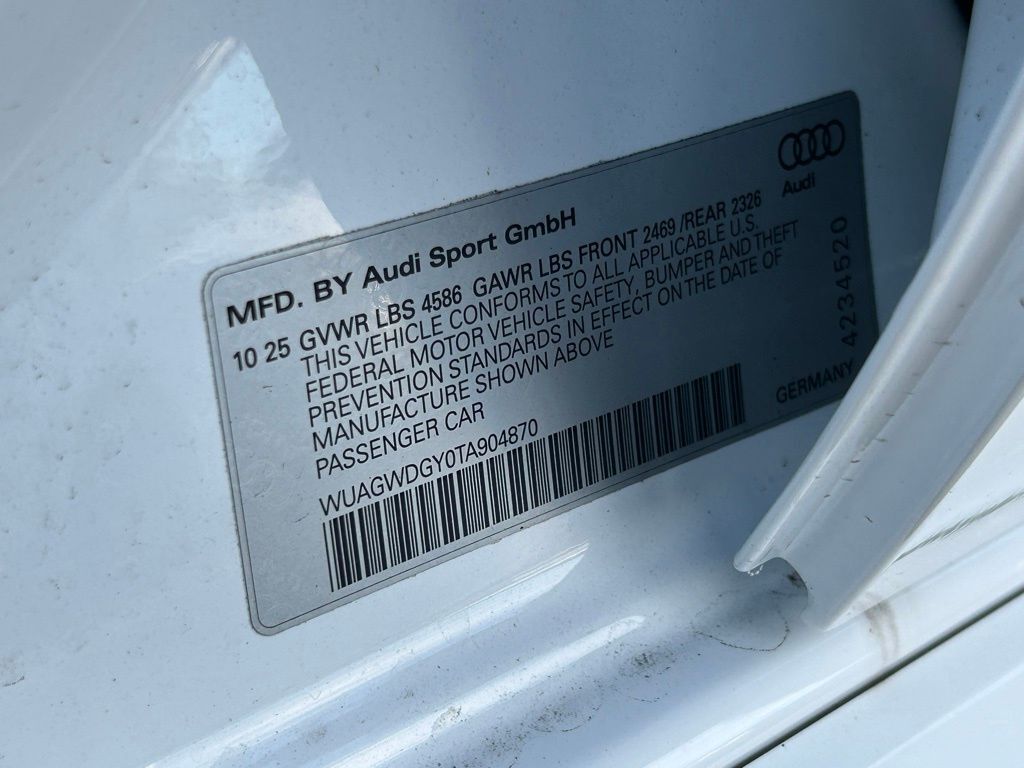 Audi
MFD. BY Audi Sport GmbH
10 25 GVWR LBS 4586 GAWR LBS FRONT 2469 /REAR 2326
THIS VEHICLE CONFORMS TO ALL APPLICABLE U.S.
FEDERAL MOTOR VEHICLE SAFETY, BUMPER AND THEFT
PREVENTION STANDARDS IN EFFECT ON THE DATE OF
MANUFACTURE SHOWN ABOVE
PASSENGER CAR
WUAGWDGY0TA904870
GERMANY
4234520